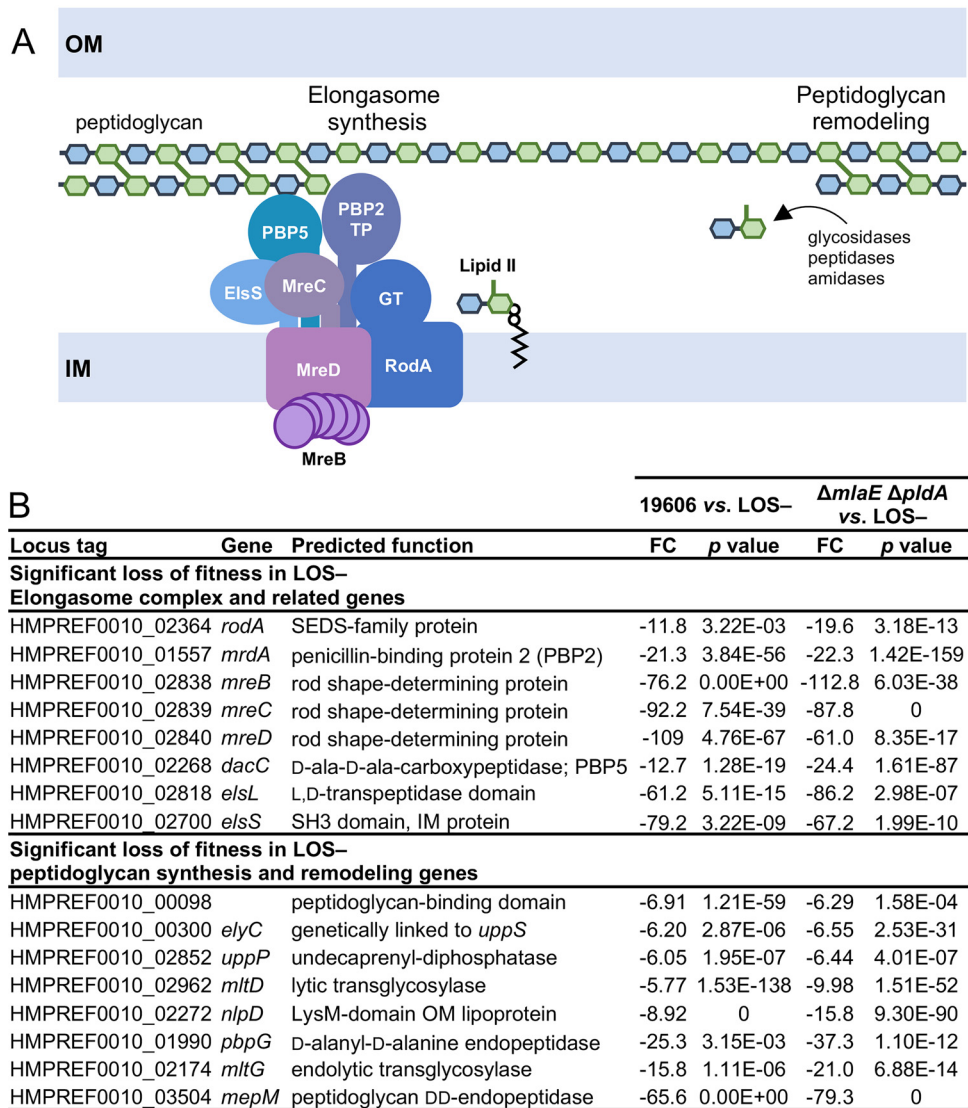 A
OM
Elongasome
synthesis
Peptidoglycan
remodeling
peptidoglycan
PBP2
TP
PBP5
glycosidases
peptidases
amidases
Lipid II
ElsS
MreC
GT
IM
MreD
RodA
MreB
B
19606 vs. LOS–
ΔmlaE ΔpldA
vs. LOS–
Locus tag Gene Predicted function FC p value FC p value
Significant loss of fitness in LOS–
Elongasome complex and related genes
HMPREF0010_02364 rodA SEDS-family protein -11.8 3.22E-03 -19.6 3.18E-13
HMPREF0010_01557 mrdA penicillin-binding protein 2 (PBP2) -21.3 3.84E-56 -22.3 1.42E-159
HMPREF0010_02838 mreB rod shape-determining protein -76.2 0.00E+00 -112.8 6.03E-38
HMPREF0010_02839 mreC rod shape-determining protein -92.2 7.54E-39 -87.8 0
HMPREF0010_02840 mreD rod shape-determining protein -109 4.76E-67 -61.0 8.35E-17
HMPREF0010_02268 dacC D-ala-D-ala-carboxypeptidase; PBP5 -12.7 1.28E-19 -24.4 1.61E-87
HMPREF0010_02818 elsL L,D-transpeptidase domain -61.2 5.11E-15 -86.2 2.98E-07
HMPREF0010_02700 elsS SH3 domain, IM protein -79.2 3.22E-09 -67.2 1.99E-10
Significant loss of fitness in LOS–
peptidoglycan synthesis and remodeling genes
HMPREF0010_00098 peptidoglycan-binding domain -6.91 1.21E-59 -6.29 1.58E-04
HMPREF0010_00300 elyC genetically linked to uppS -6.20 2.87E-06 -6.55 2.53E-31
HMPREF0010_02852 uppP undecaprenyl-diphosphatase -6.05 1.95E-07 -6.44 4.01E-07
HMPREF0010_02962 mltD lytic transglycosylase -5.77 1.53E-138 -9.98 1.51E-52
HMPREF0010_02272 nlpD LysM-domain OM lipoprotein -8.92 0 -15.8 9.30E-90
HMPREF0010_01990 pbpG D-alanyl-D-alanine endopeptidase -25.3 3.15E-03 -37.3 1.10E-12
HMPREF0010_02174 mltG endolytic transglycosylase -15.8 1.11E-06 -21.0 6.88E-14
HMPREF0010_03504 mepM peptidoglycan DD-endopeptidase -65.6 0.00E+00 -79.3 0